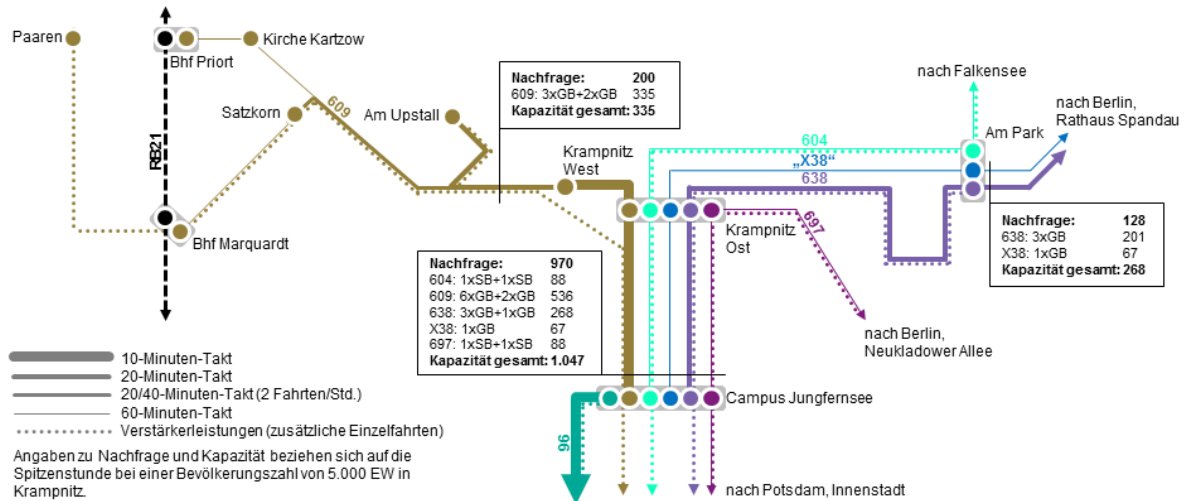 Paaren
Bhf Priort
Kirche Kartzow
RB21
Satzkorn
609
Am Upstall
Bhf Marquardt
Nachfrage: 200
609: 3xGB+2xGB 335
Kapazität gesamt: 335
Krampnitz
West
nach Falkensee
nach Berlin,
Rathaus Spandau
Am Park
604
„X38“
638
Krampnitz
Ost
697
Nachfrage: 128
638: 3xGB 201
X38: 1xGB 67
Kapazität gesamt: 268
Nachfrage: 970
604: 1xSB+1xSB 88
609: 6xGB+2xGB 536
638: 3xGB+1xGB 268
X38: 1xGB 67
697: 1xSB+1xSB 88
Kapazität gesamt: 1.047
nach Berlin,
Neukladower Allee
10-Minuten-Takt
20-Minuten-Takt
20/40-Minuten-Takt (2 Fahrten/Std.)
60-Minuten-Takt
Verstärkerleistungen (zusätzliche Einzelfahrten)
Campus Jungfernsee
96
Angaben zu Nachfrage und Kapazität beziehen sich auf die
Spitzenstunde bei einer Bevölkerungszahl von 5.000 EW in
Krampnitz.
nach Potsdam, Innenstadt